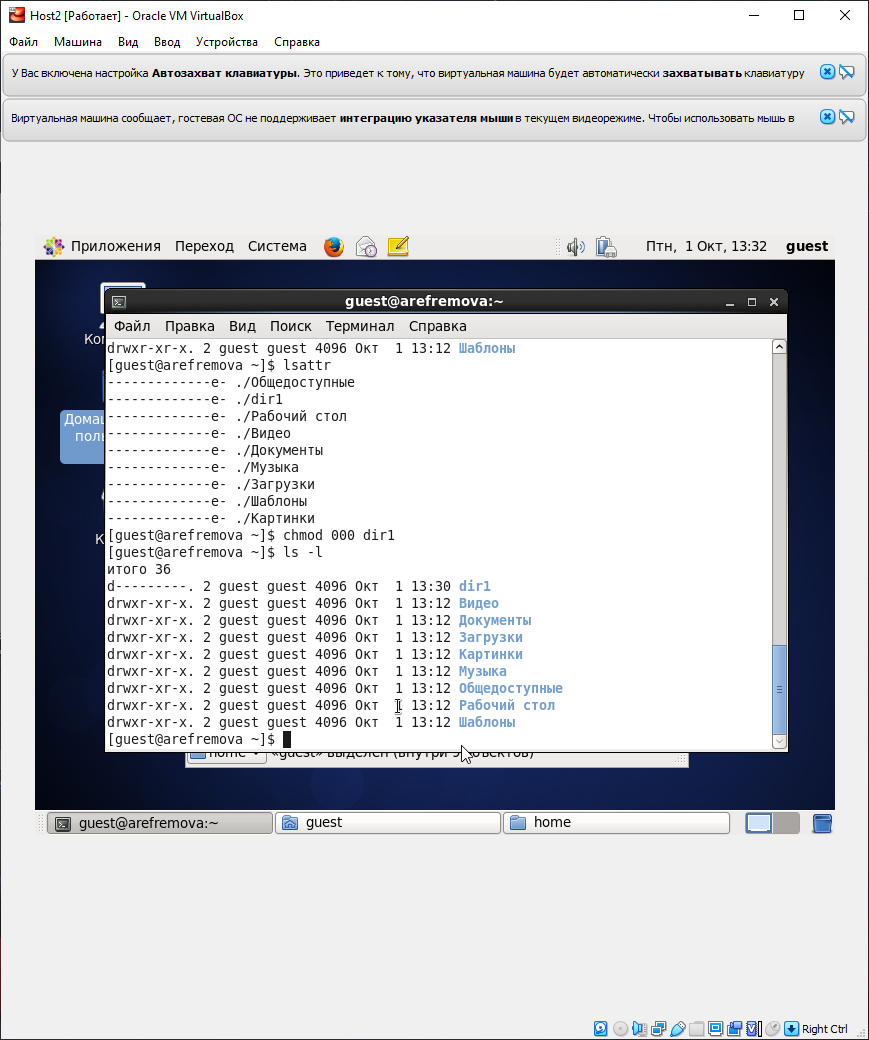 Host2 [Работает] - Oracle VM VirtualBox
Файл Машина Вид Ввод Устройства Справка
У Вас включена настройка Автозахват клавиатуры. Это приведет к тому, что виртуальная машина будет автоматически захватывать клавиатуру
Виртуальная машина сообщает, гостевая ОС не поддерживает интеграцию указателя мыши в текущем видеорежиме. Чтобы использовать мышь в
Приложения Переход Система Птн, 1 Окт, 13:32 guest
guest@arefremova:~
Файл Правка Вид Поиск Терминал Справка
drwxr-xr-x. 2 guest guest 4096 Окт 1 13:12 Шаблоны
[guest@arefremova ~]$ lsattr
-------------e- ./Общедоступные
-------------e- ./dir1
-------------e- ./Рабочий стол
-------------e- ./Видео
-------------e- ./Документы
-------------e- ./Музыка
-------------e- ./Загрузки
-------------e- ./Шаблоны
-------------e- ./Картинки
[guest@arefremova ~]$ chmod 000 dir1
[guest@arefremova ~]$ ls -l
итого 36
d---------. 2 guest guest 4096 Окт 1 13:30 dir1
drwxr-xr-x. 2 guest guest 4096 Окт 1 13:12 Видео
drwxr-xr-x. 2 guest guest 4096 Окт 1 13:12 Документы
drwxr-xr-x. 2 guest guest 4096 Окт 1 13:12 Загрузки
drwxr-xr-x. 2 guest guest 4096 Окт 1 13:12 Картинки
drwxr-xr-x. 2 guest guest 4096 Окт 1 13:12 Музыка
drwxr-xr-x. 2 guest guest 4096 Окт 1 13:12 Общедоступные
drwxr-xr-x. 2 guest guest 4096 Окт 1 13:12 Рабочий стол
drwxr-xr-x. 2 guest guest 4096 Окт 1 13:12 Шаблоны
[guest@arefremova ~]$
home «guest» выделен (внутри
guest@arefremova:~ guest home
Right Ctrl